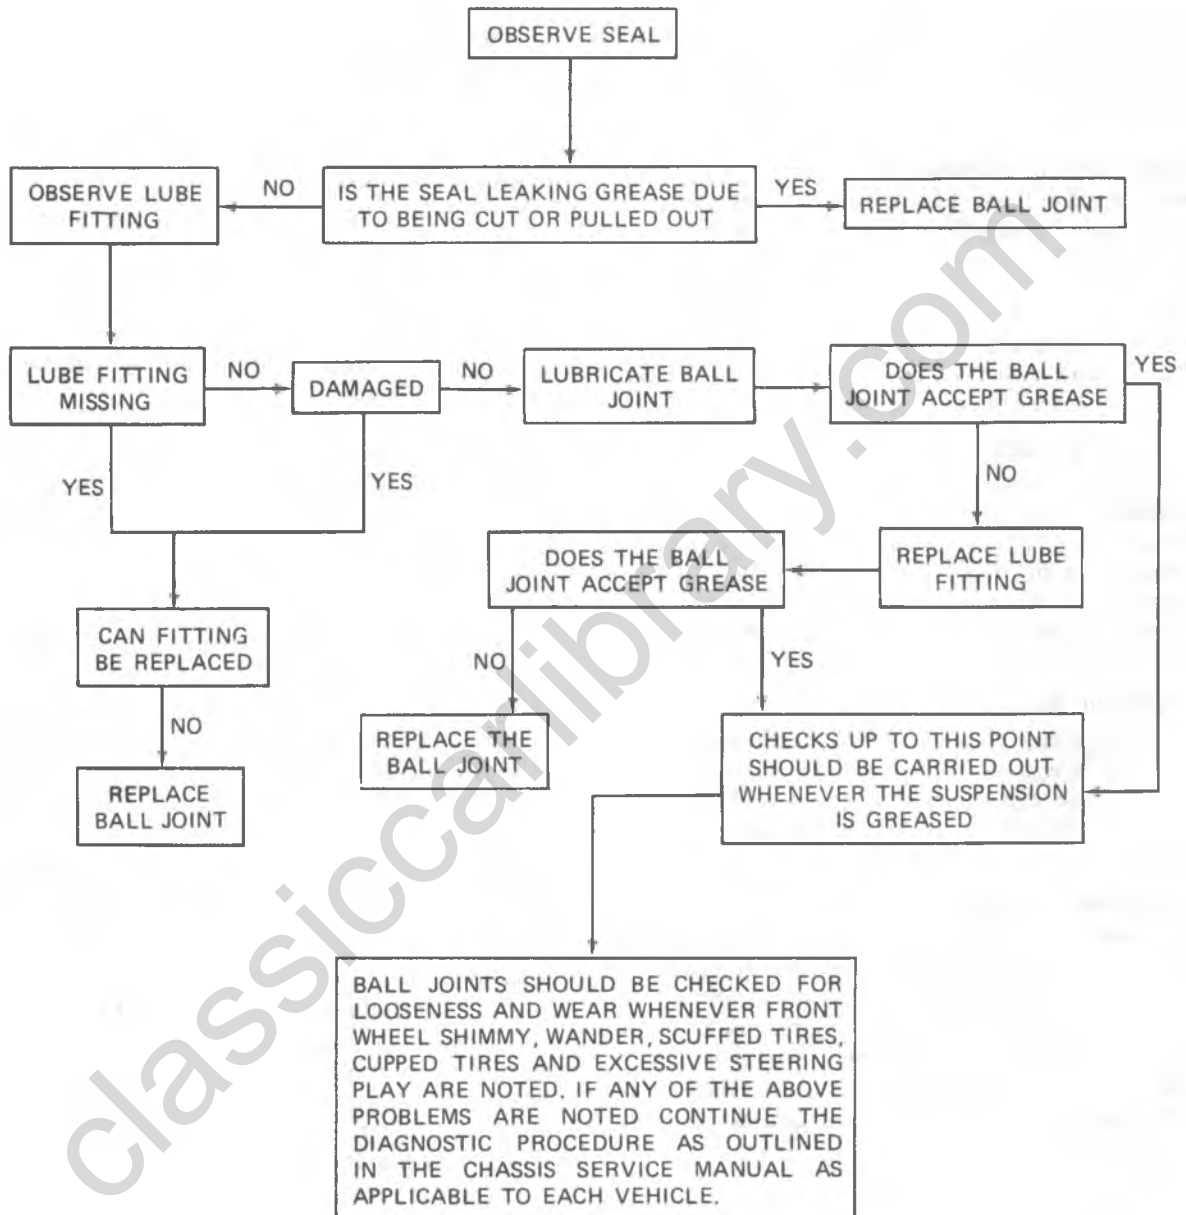 OBSERVE SEAL
OBSERVE LUBE
FITTING
NO
IS THE SEAL LEAKING GREASE DUE
TO BEING CUT OR PULLED OUT
YES
REPLACE BALL JOINT
LUBE FITTING
MISSING
NO
DAMAGED
NO
LUBRICATE BALL
JOINT
DOES THE BALL
JOINT ACCEPT GREASE
YES
YES
YES
NO
DOES THE BALL
JOINT ACCEPT GREASE
REPLACE LUBE
FITTING
CAN FITTING
BE REPLACED
NO
YES
NO
REPLACE THE
BALL JOINT
CHECKS UP TO THIS POINT
SHOULD BE CARRIED OUT
WHENEVER THE SUSPENSION
IS GREASED
REPLACE
BALL JOINT
BALL JOINTS SHOULD BE CHECKED FOR
LOOSENESS AND WEAR WHENEVER FRONT
WHEEL SHIMMY, WANDER, SCUFFED TIRES,
CUPPED TIRES AND EXCESSIVE STEERING
PLAY ARE NOTED. IF ANY OF THE ABOVE
PROBLEMS ARE NOTED CONTINUE THE
DIAGNOSTIC PROCEDURE AS OUTLINED
IN THE CHASSIS SERVICE MANUAL AS
APPLICABLE TO EACH VEHICLE.
classiccarlibrary.com